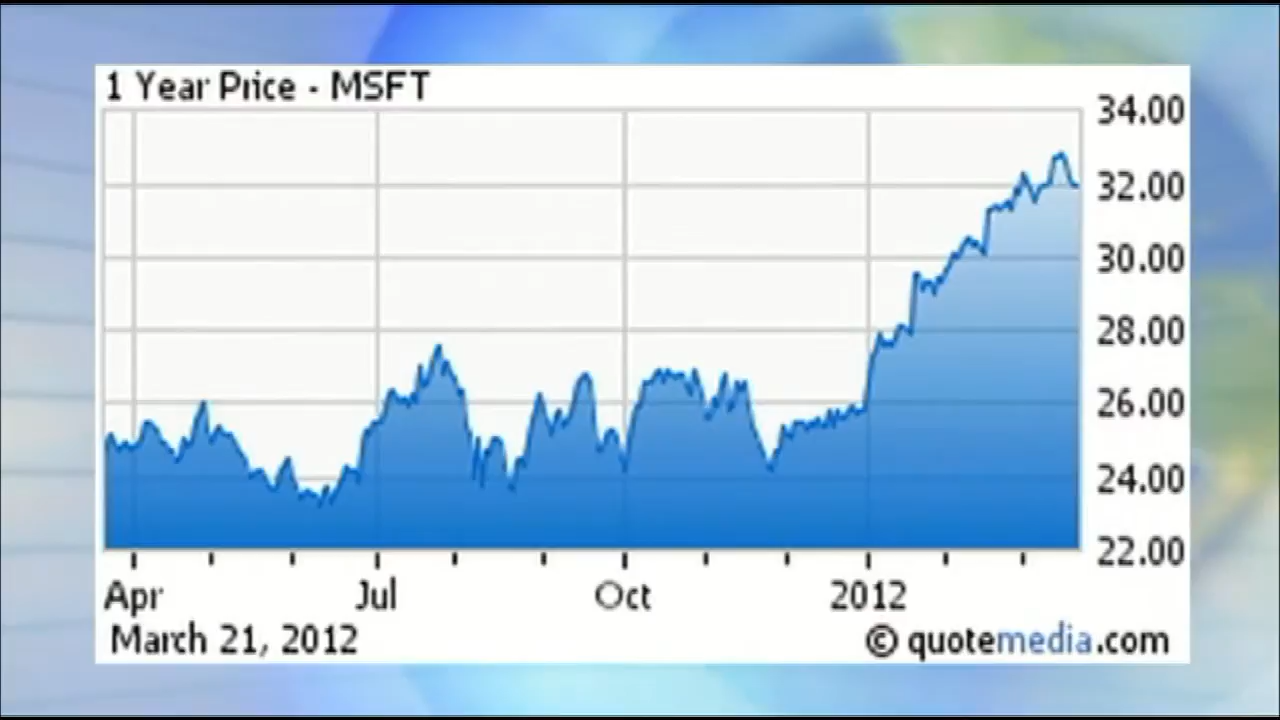 1 Year Price - MSFT
34.00
32.00
30.00
28.00
26.00
24.00
22.00
Apr Jul Oct 2012
March 21, 2012 © quotemedia.com